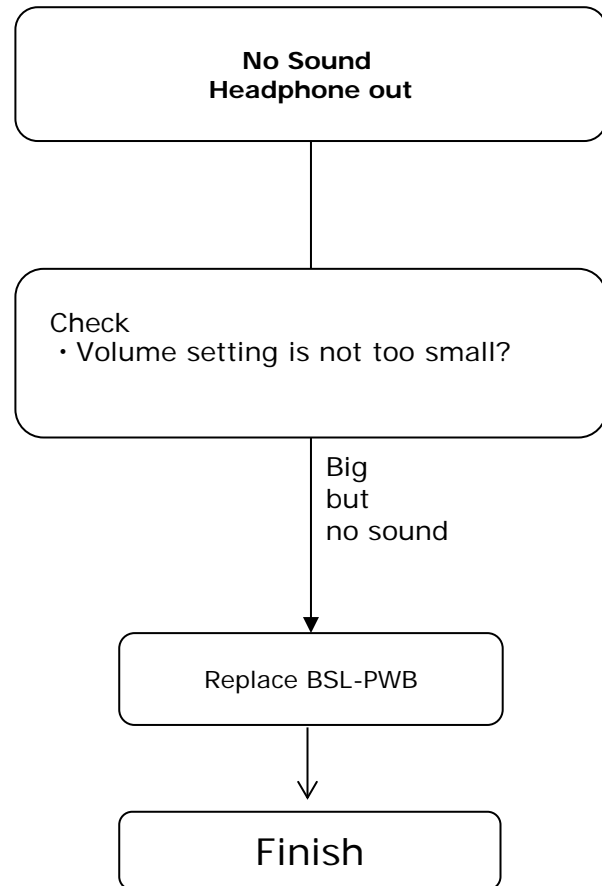 No Sound
Headphone out
Check
・Volume setting is not too small?
Big
but
no sound
Replace BSL-PWB
Finish